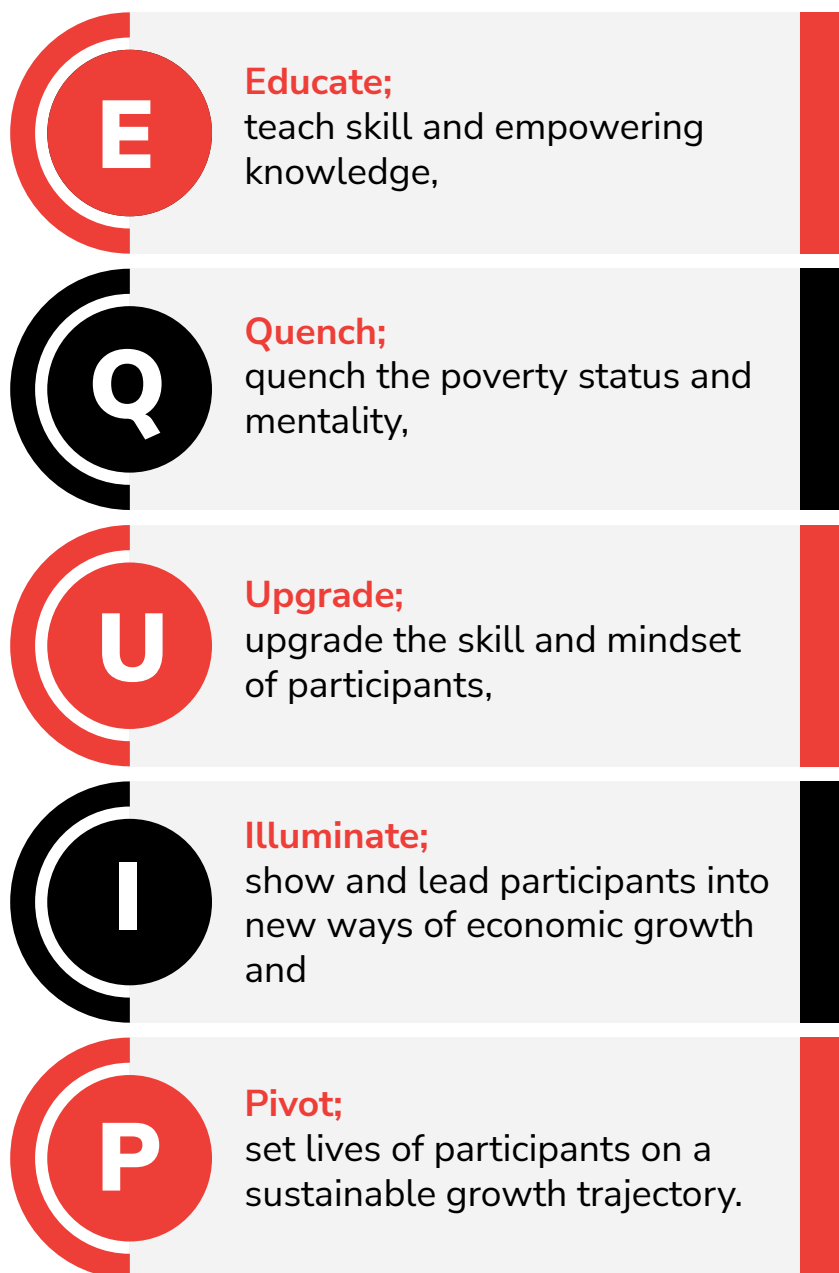 E
Educate;
teach skill and empowering
knowledge,
Q
Quench;
quench the poverty status and
mentality,
U
Upgrade;
upgrade the skill and mindset
of participants,
I
Illuminate;
show and lead participants into
new ways of economic growth
and
P
Pivot;
set lives of participants on a
sustainable growth trajectory.